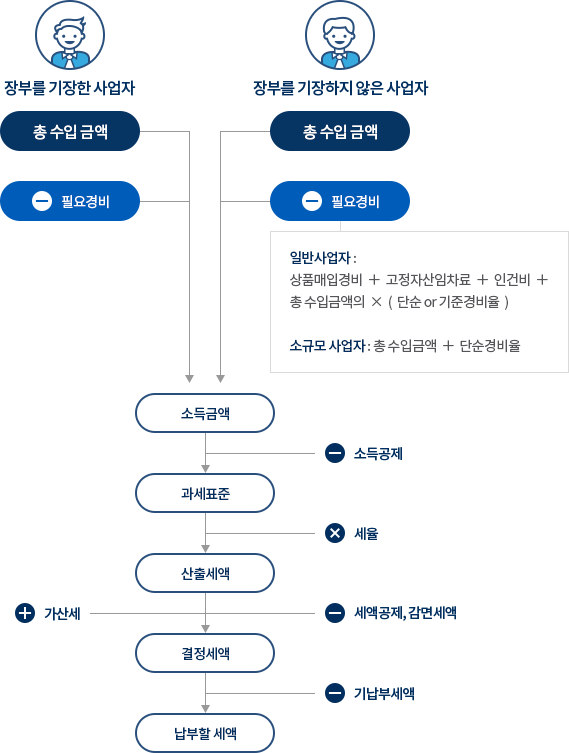 장부를 기장한 사업자
장부를 기장하지 않은 사업자
총 수입 금액
총 수입 금액
필요경비
필요경비
일반사업자 :
상품매입경비 + 고정자산임차료 + 인건비 +
총 수입금액의 × ( 단순 or 기준경비율 )
소규모 사업자 : 총 수입금액 + 단순경비율
소득금액
소득공제
과세표준
세율
산출세액
가산세
세액공제, 감면세액
결정세액
기납부세액
납부할 세액